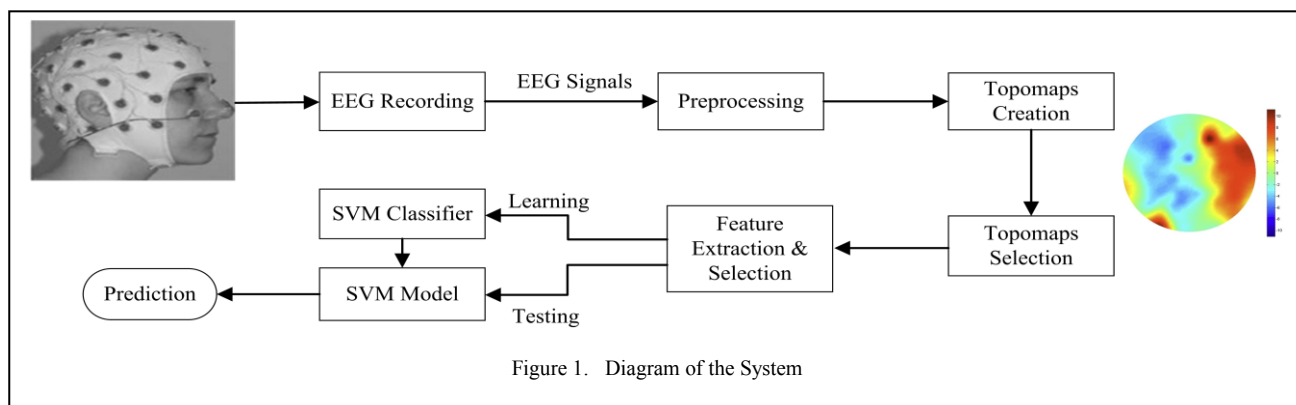 EEG Recording
EEG Signals
Preprocessing
Topomaps
Creation
Topomaps
Selection
Feature
Extraction &
Selection
Learning
SVM Classifier
Testing
SVM Model
Prediction
Figure 1. Diagram of the System